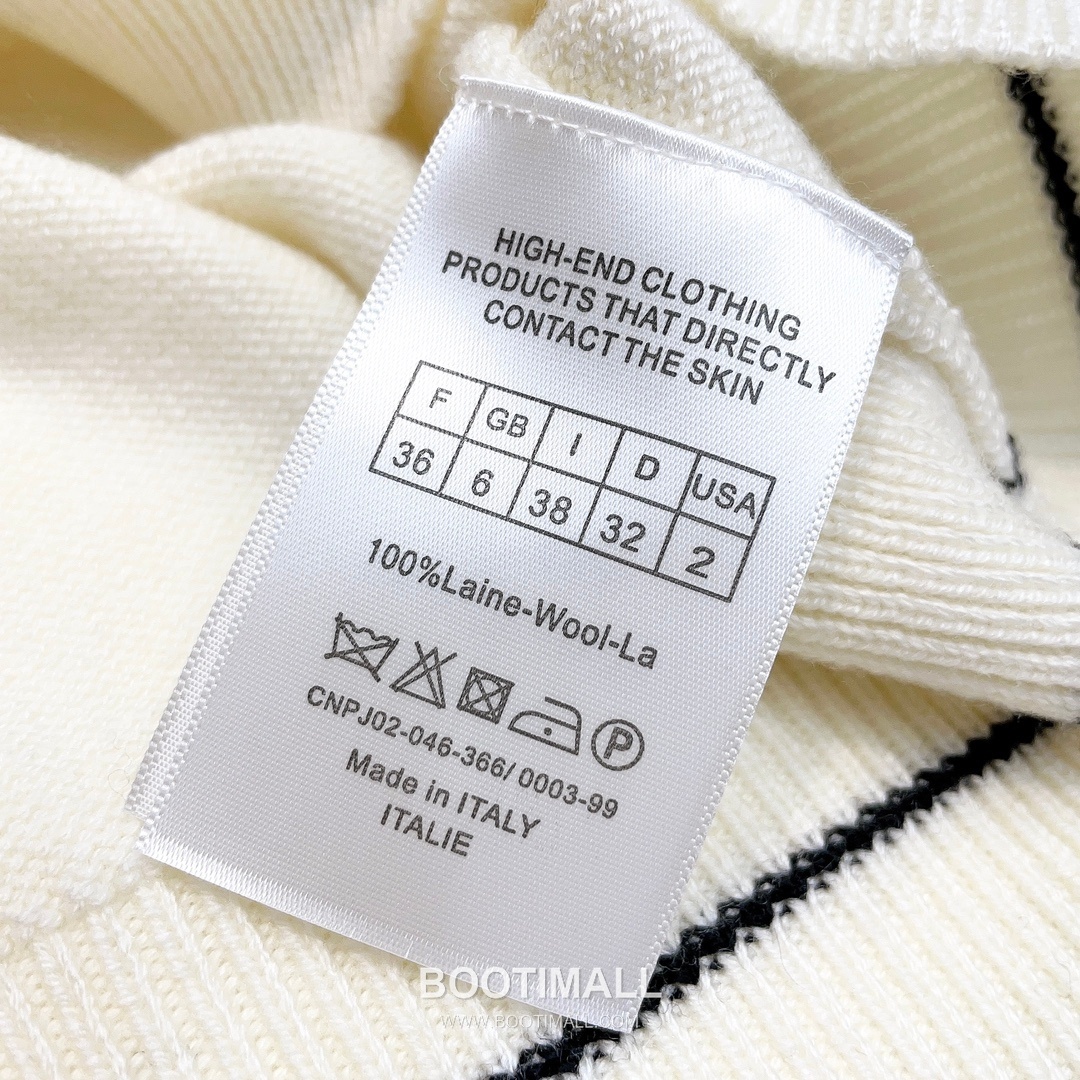 HIGH-END CLOTHING
PRODUCTS THAT DIRECTLY
CONTACT THE SKIN
F GB I D USA
36 6 38 32 2
100%Laine-Wool-La
P
CNPJ02-046-366/ 0003-99
Made in ITALY
ITALIE
BOOTIMALL
WWW.BOOTIMALL.COM